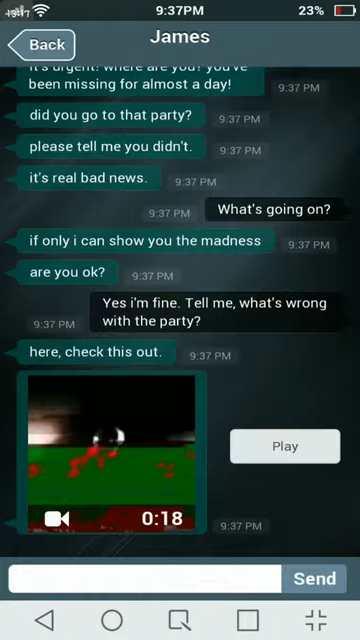 9:37PM
23%
Back
James
it's urgent! where are you? you've
been missing for almost a day!
9:37 PM
did you go to that party?
9:37 PM
please tell me you didn't.
9:37 PM
it's real bad news.
9:37 PM
What's going on?
9:37 PM
if only i can show you the madness
9:37 PM
are you ok?
9:37 PM
Yes i'm fine. Tell me, what's wrong
with the party?
9:37 PM
here, check this out.
9:37 PM
Play
0:18
9:37 PM
Send